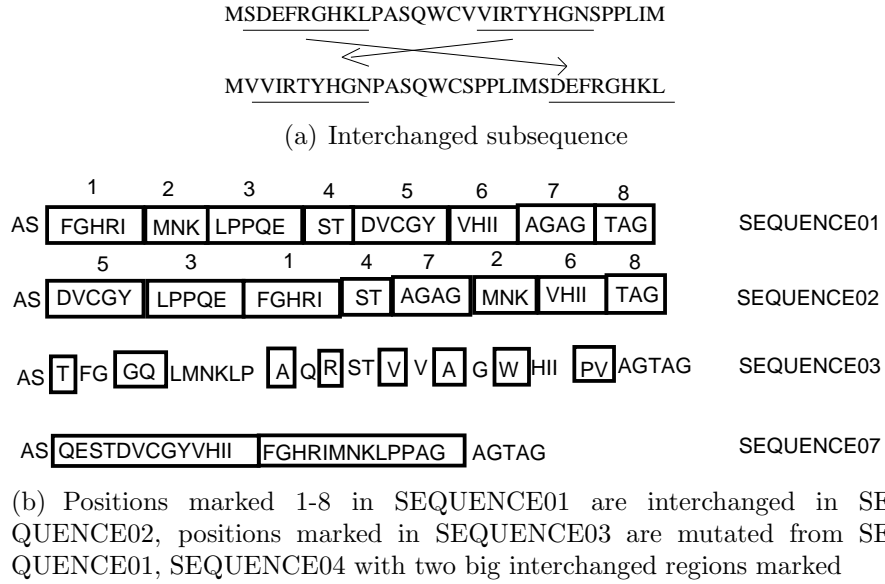 MSDEFRGHKLPASQWCVVIRTYHGNSPPLIM
MVVIRTYHGNPASQWCSPPLIMSDEFRGHKL
(a) Interchanged subsequence
1 2 3 4 5 6 7 8
AS FGHRI MNK LPPQE ST DVCGY VHII AGAG TAG SEQUENCE01
5 3 1 4 7 2 6 8
AS DVCGY LPPQE FGHRI ST AGAG MNK VHII TAG SEQUENCE02
AS T FG GQ LMNKLP A Q R ST V V A G W HII PV AGTAG SEQUENCE03
AS QESTDVCGYVHII FGHRIMNKLPPAG AGTAG SEQUENCE07
(b) Positions marked 1-8 in SEQUENCE01 are interchanged in SE
QUENCE02, positions marked in SEQUENCE03 are mutated from SE
QUENCE01, SEQUENCE04 with two big interchanged regions marked